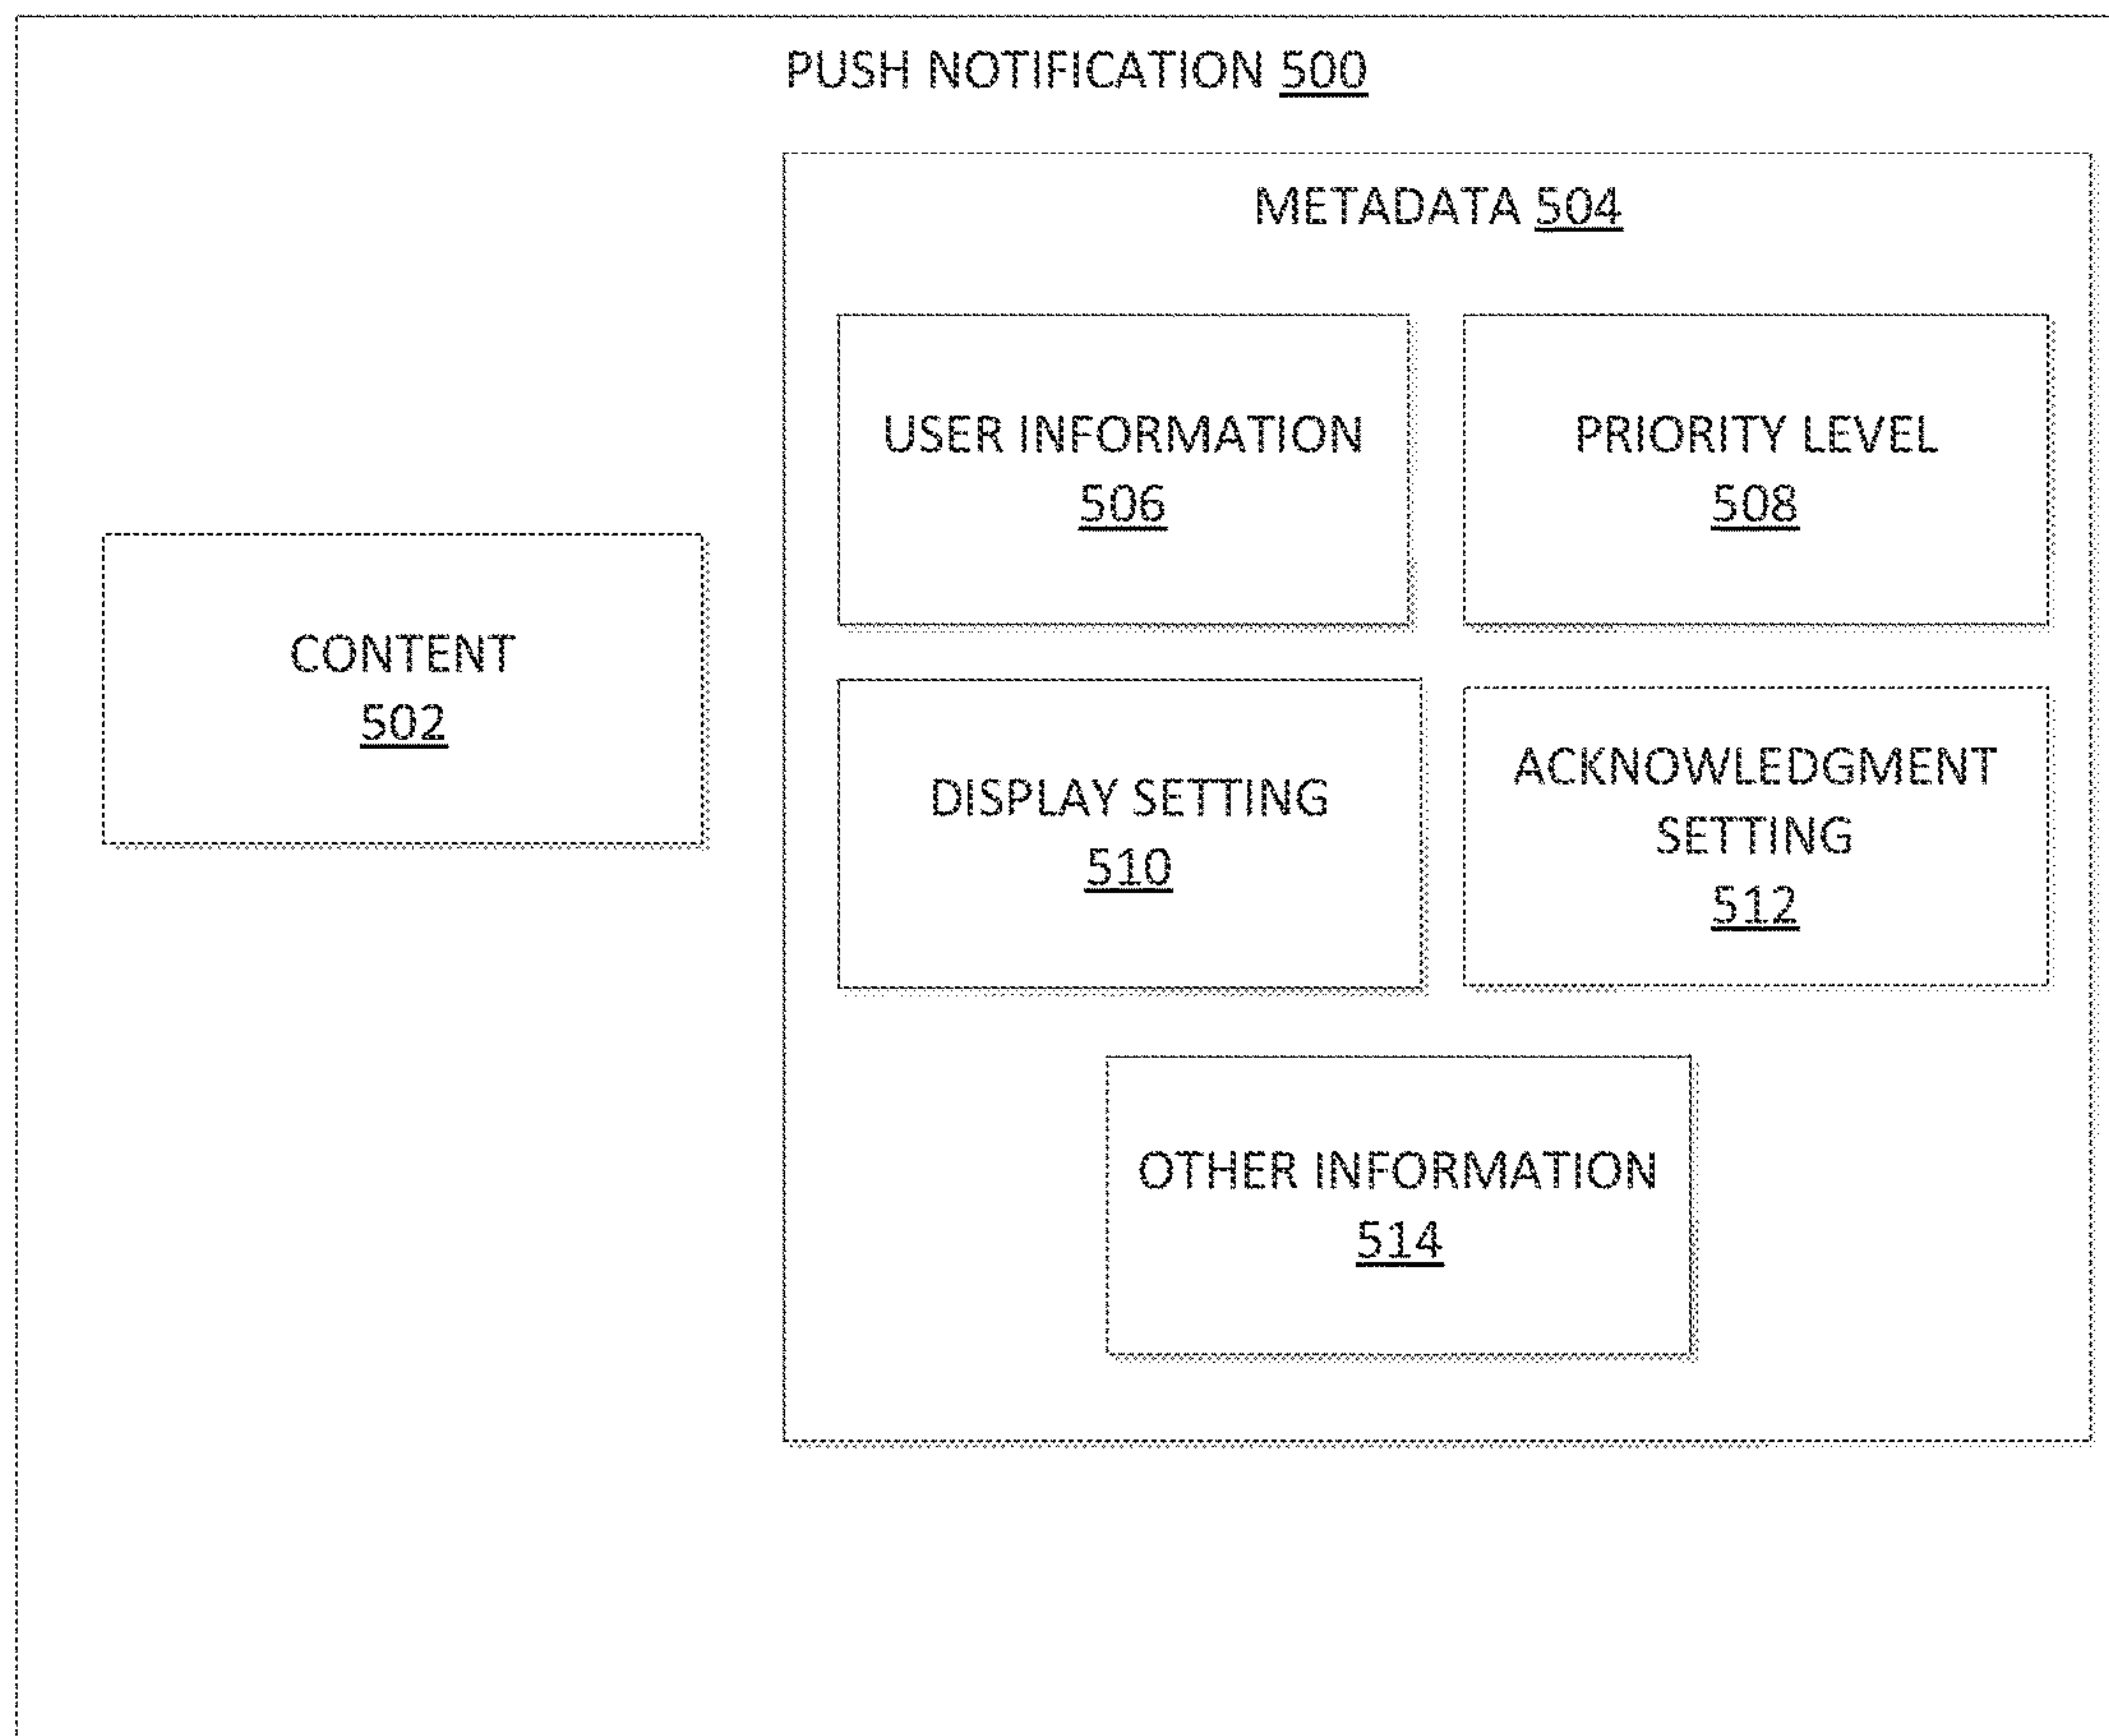 PUSH NOTIFICATION 500
METADATA 504
USER INFORMATION
506
PRIORITY LEVEL
508
CONTENT
502
DISPLAY SETTING
510
ACKNOWLEDGMENT
SETTING
512
OTHER INFORMATION
514